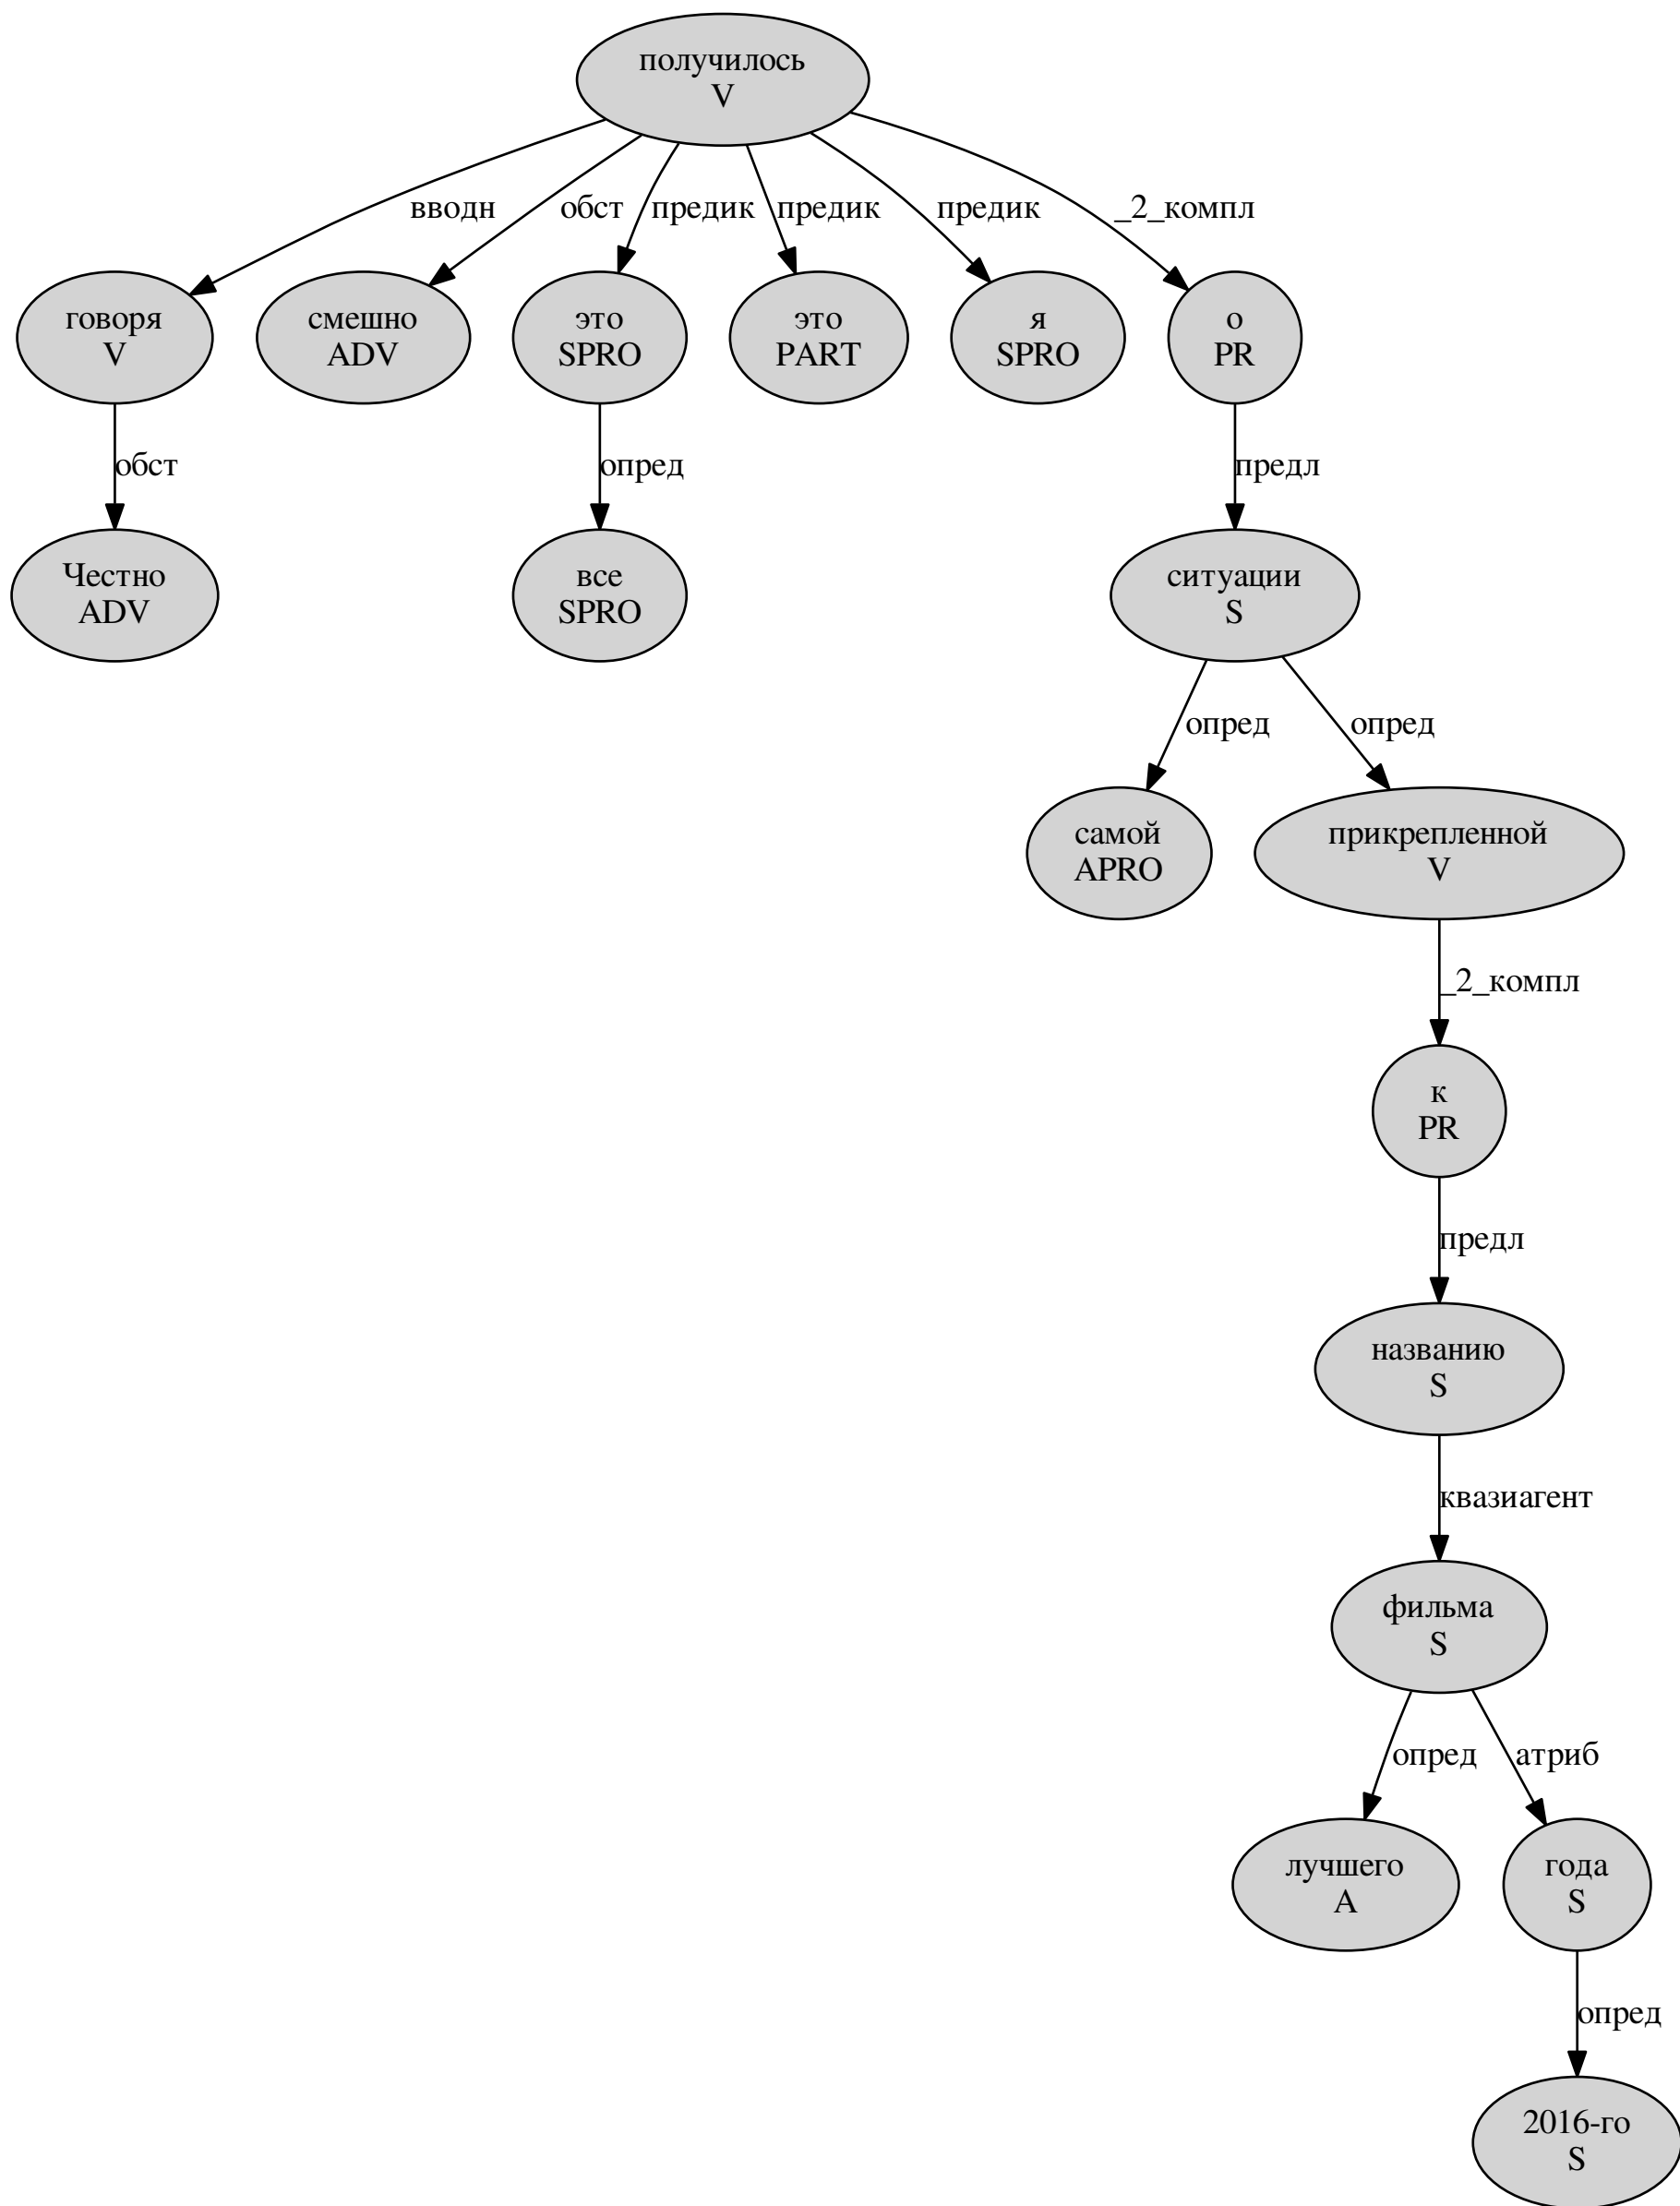 получилось
V
вводн
обст
предик
предик
предик
_2_компл
говоря
V
смешно
ADV
это
SPRO
это
PART
я
SPRO
о
PR
обст
опред
предл
Честно
ADV
все
SPRO
ситуации
S
опред
опред
самой
APRO
прикрепленной
V
_2_компл
к
PR
предл
названию
S
квазиагент
фильма
S
опред
атриб
лучшего
A
года
S
опред
2016-го
S